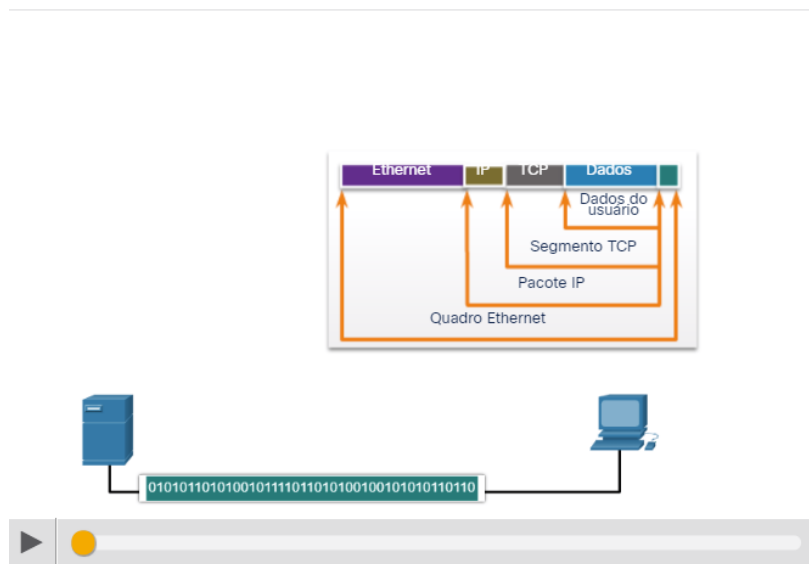 Ethernet IP TCP Dados
Dados do
usuário
Segmento TCP
Pacote IP
Quadro Ethernet
010101101010010111101101010010010101010110110